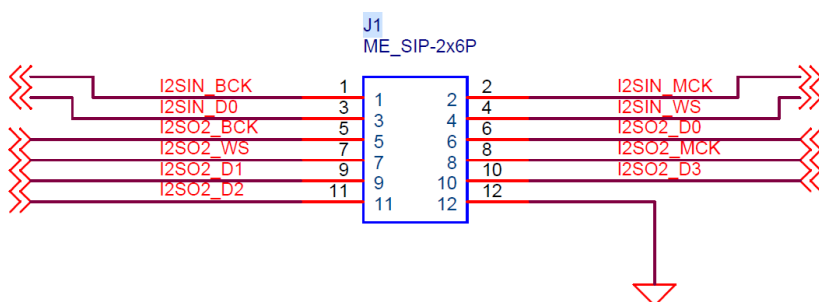 J1
ME_SIP-2x6P
I2SIN_BCK 1 1 2 2 I2SIN_MCK
I2SIN_D0 3 3 4 4 I2SIN_WS
I2SO2_BCK 5 5 6 6 I2SO2_D0
I2SO2_WS 7 7 8 8 I2SO2_MCK
I2SO2_D1 9 9 10 10 I2SO2_D3
I2SO2_D2 11 11 12 12